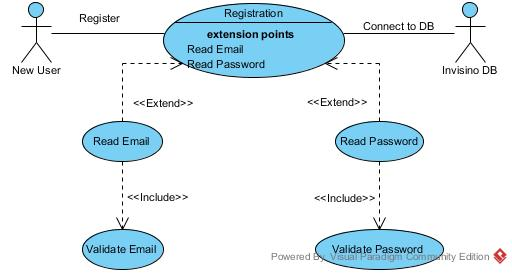 Register
Registration
Connect to DB
extension points
Read Email
Read Password
New User
Invisino DB
<<Extend>>
<<Extend>>
Read Email
Read Password
<<Include>>
<<Include>>
Validate Email
Validate Password
Powered By Visual Paradigm Community Edition